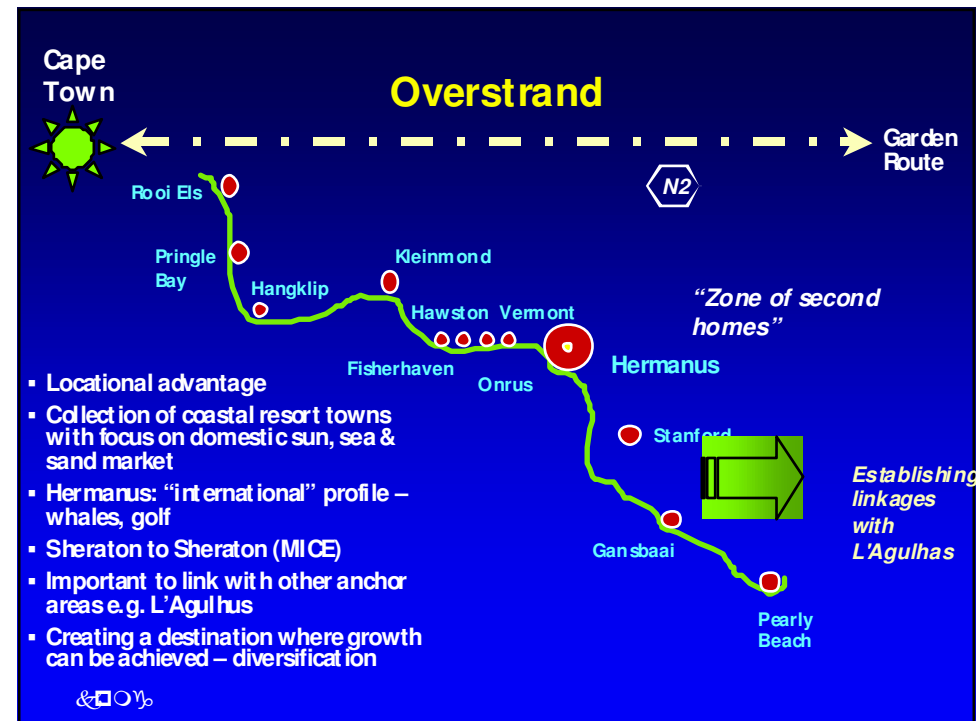 Cape
Town
Overstrand
Garden
Route
N2
Rooi Els
Pringle
Bay
Hangklip
Kleinmond
Hawston Vermont
Fisherhaven
Onrus
Hermanus
"Zone of second
homes"
Stanford
Gansbaai
Pearly
Beach
Establishing
linkages
with
L'Agulhas
▪ Locational advantage
▪ Collection of coastal resort towns
with focus on domestic sun, sea &
sand market
▪ Hermanus: "international" profile –
whales, golf
▪ Sheraton to Sheraton (MICE)
▪ Important to link with other anchor
areas e.g. L'Agulhus
▪ Creating a destination where growth
can be achieved – diversification